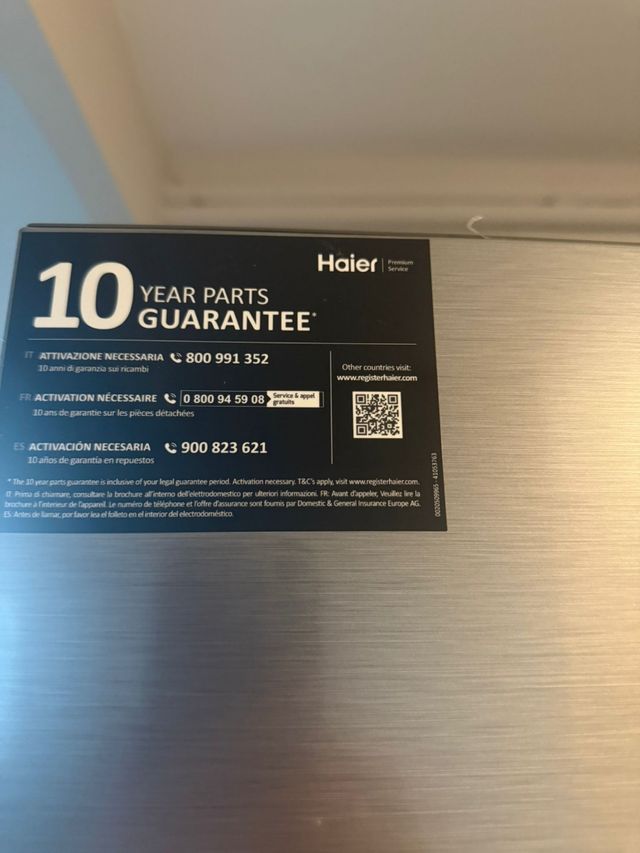 Haier Premium Service
10 YEAR PARTS
GUARANTEE*
IT ATTIVAZIONE NECESSARIA 800 991 352
10 anni di garanzia sui ricambi
FR ACTIVATION NÉCESSAIRE 0 800 94 59 08 Service & appel gratuits
10 ans de garantie sur les pièces détachées
ES ACTIVACIÓN NECESARIA 900 823 621
10 años de garantía en repuestos
Other countries visit:
www.registerhaier.com
* The 10 year parts guarantee is inclusive of your legal guarantee period. Activation necessary. T&C's apply, visit www.registerhaier.com.
IT: Prima di chiamare, consultare la brochure all'interno dell'elettrodomestico per ulteriori informazioni. FR: Avant d'appeler, Veuillez lire la
brochure à l'interieur de l'appareil. Le numéro de téléphone et l'offre d'assurance sont fournis par Domestic & General Insurance Europe AG.
ES: Antes de llamar, por favor lea el folleto en el interior del electrodoméstico.